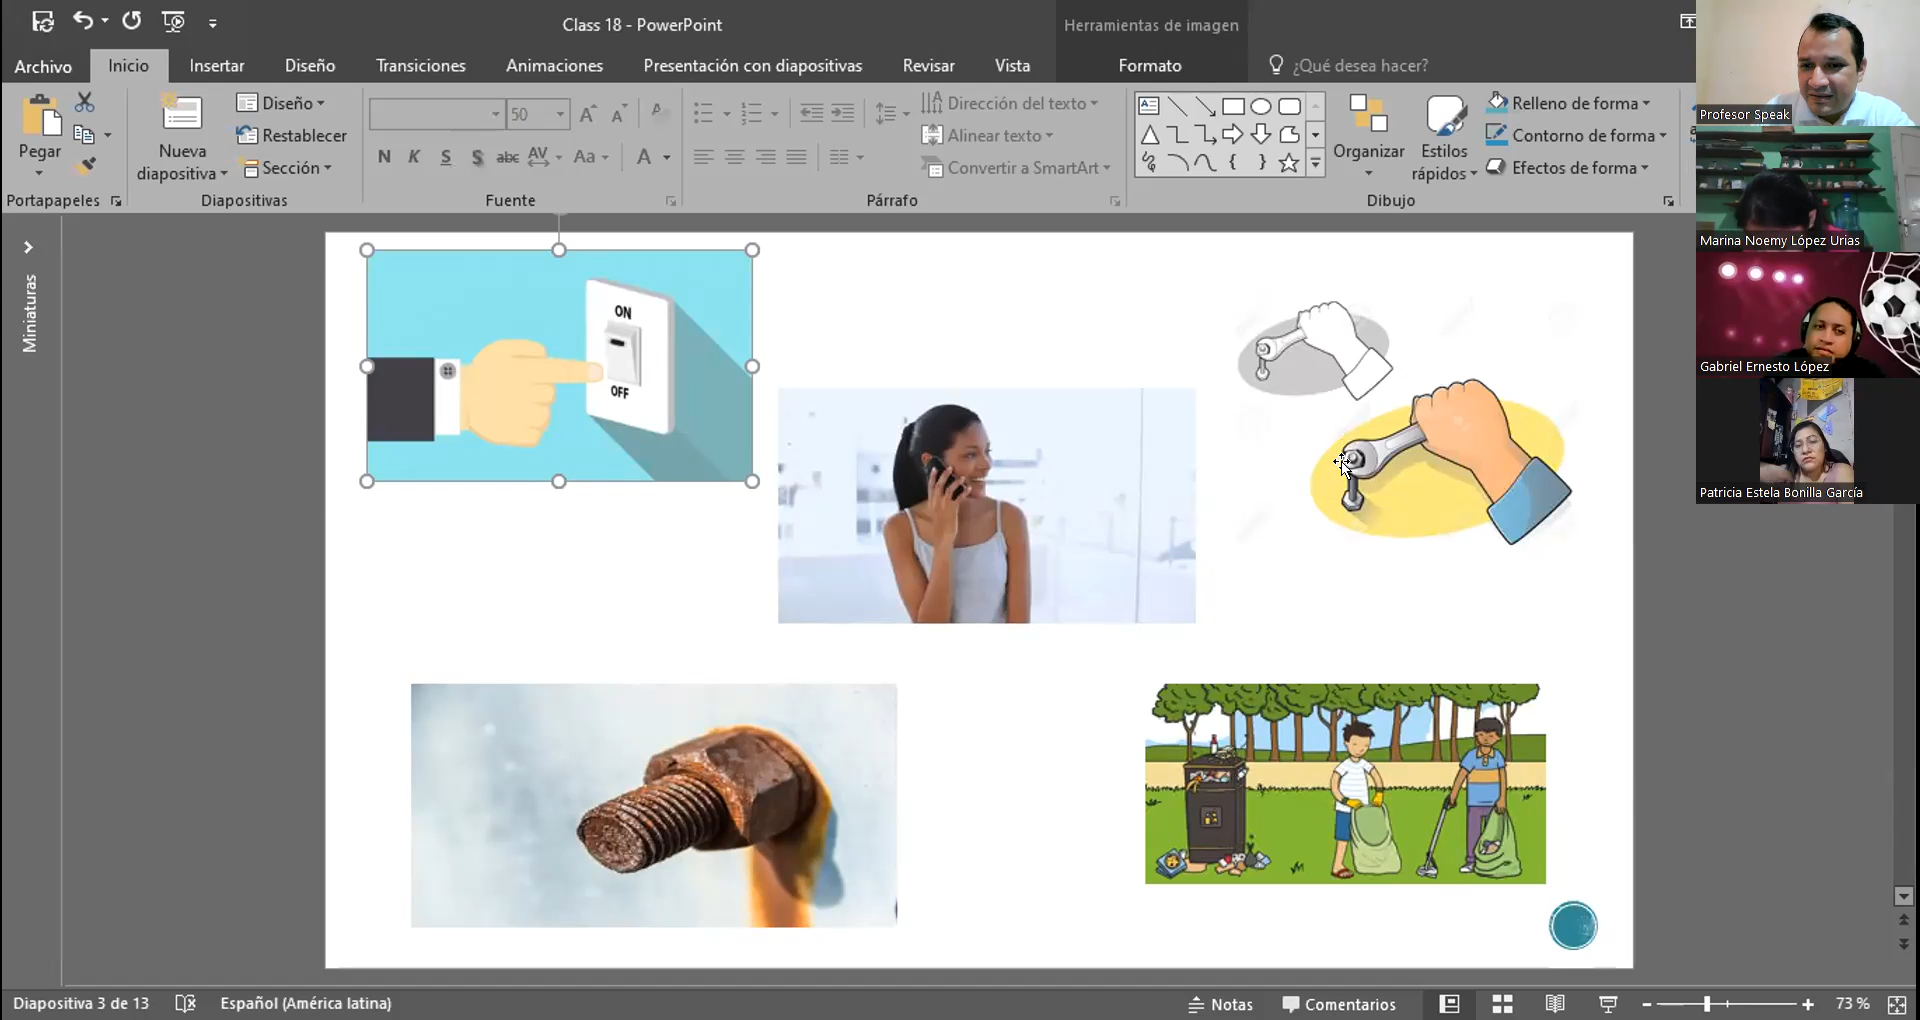 Class 18 - PowerPoint
Herramientas de imagen
Archivo
Inicio
Insertar
Diseño
Transiciones
Animaciones
Presentación con diapositivas
Revisar
Vista
Formato
¿Qué desea hacer?
Pegar
Portapapeles
Nueva
diapositiva
Diseño
Restablecer
Sección
Diapositivas
50
N K S S abc AV Aa A
Fuente
Dirección del texto
Alinear texto
Convertir a SmartArt
Párrafo
Organizar
Estilos
rápidos
Relleno de forma
Contorno de forma
Efectos de forma
Dibujo
Miniaturas
ON
OFF
Profesor Speak
Marina Noemy López Urias
Gabriel Ernesto López
Patricia Estela Bonilla García
Diapositiva 3 de 13
Español (América latina)
Notas
Comentarios
73 %